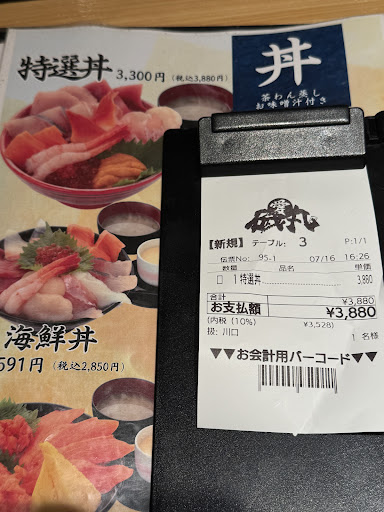 特選丼 3,300円 (税込3,880円)
丼
茶わん蒸し
お味噌汁付き
海鮮丼
591円 (税込2,850円)
【新規】 テーブル: 3 P:1/1
伝票No: 95-1 07/16 16:26
数量 品名 単価
□ 1 特選丼 3,880
合計 ¥3,880
お支払額 ¥3,880
(内税 (10%) ¥3,528)
扱: 川口 1 名様
▼▼お会計用バーコード▼▼